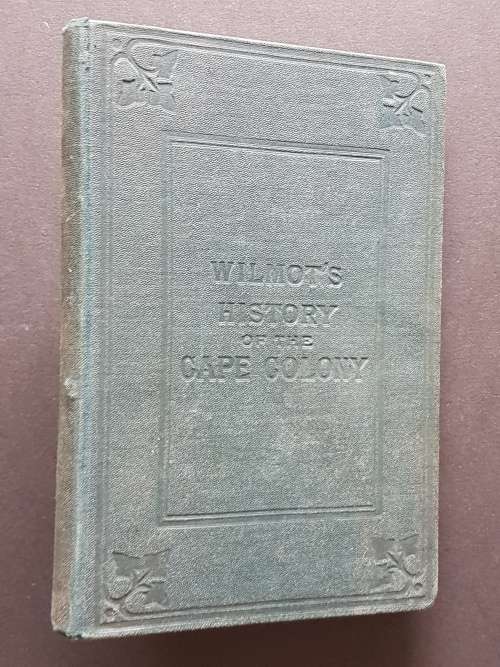 WILMOT'S
HISTORY
OF THE
CAPE COLONY